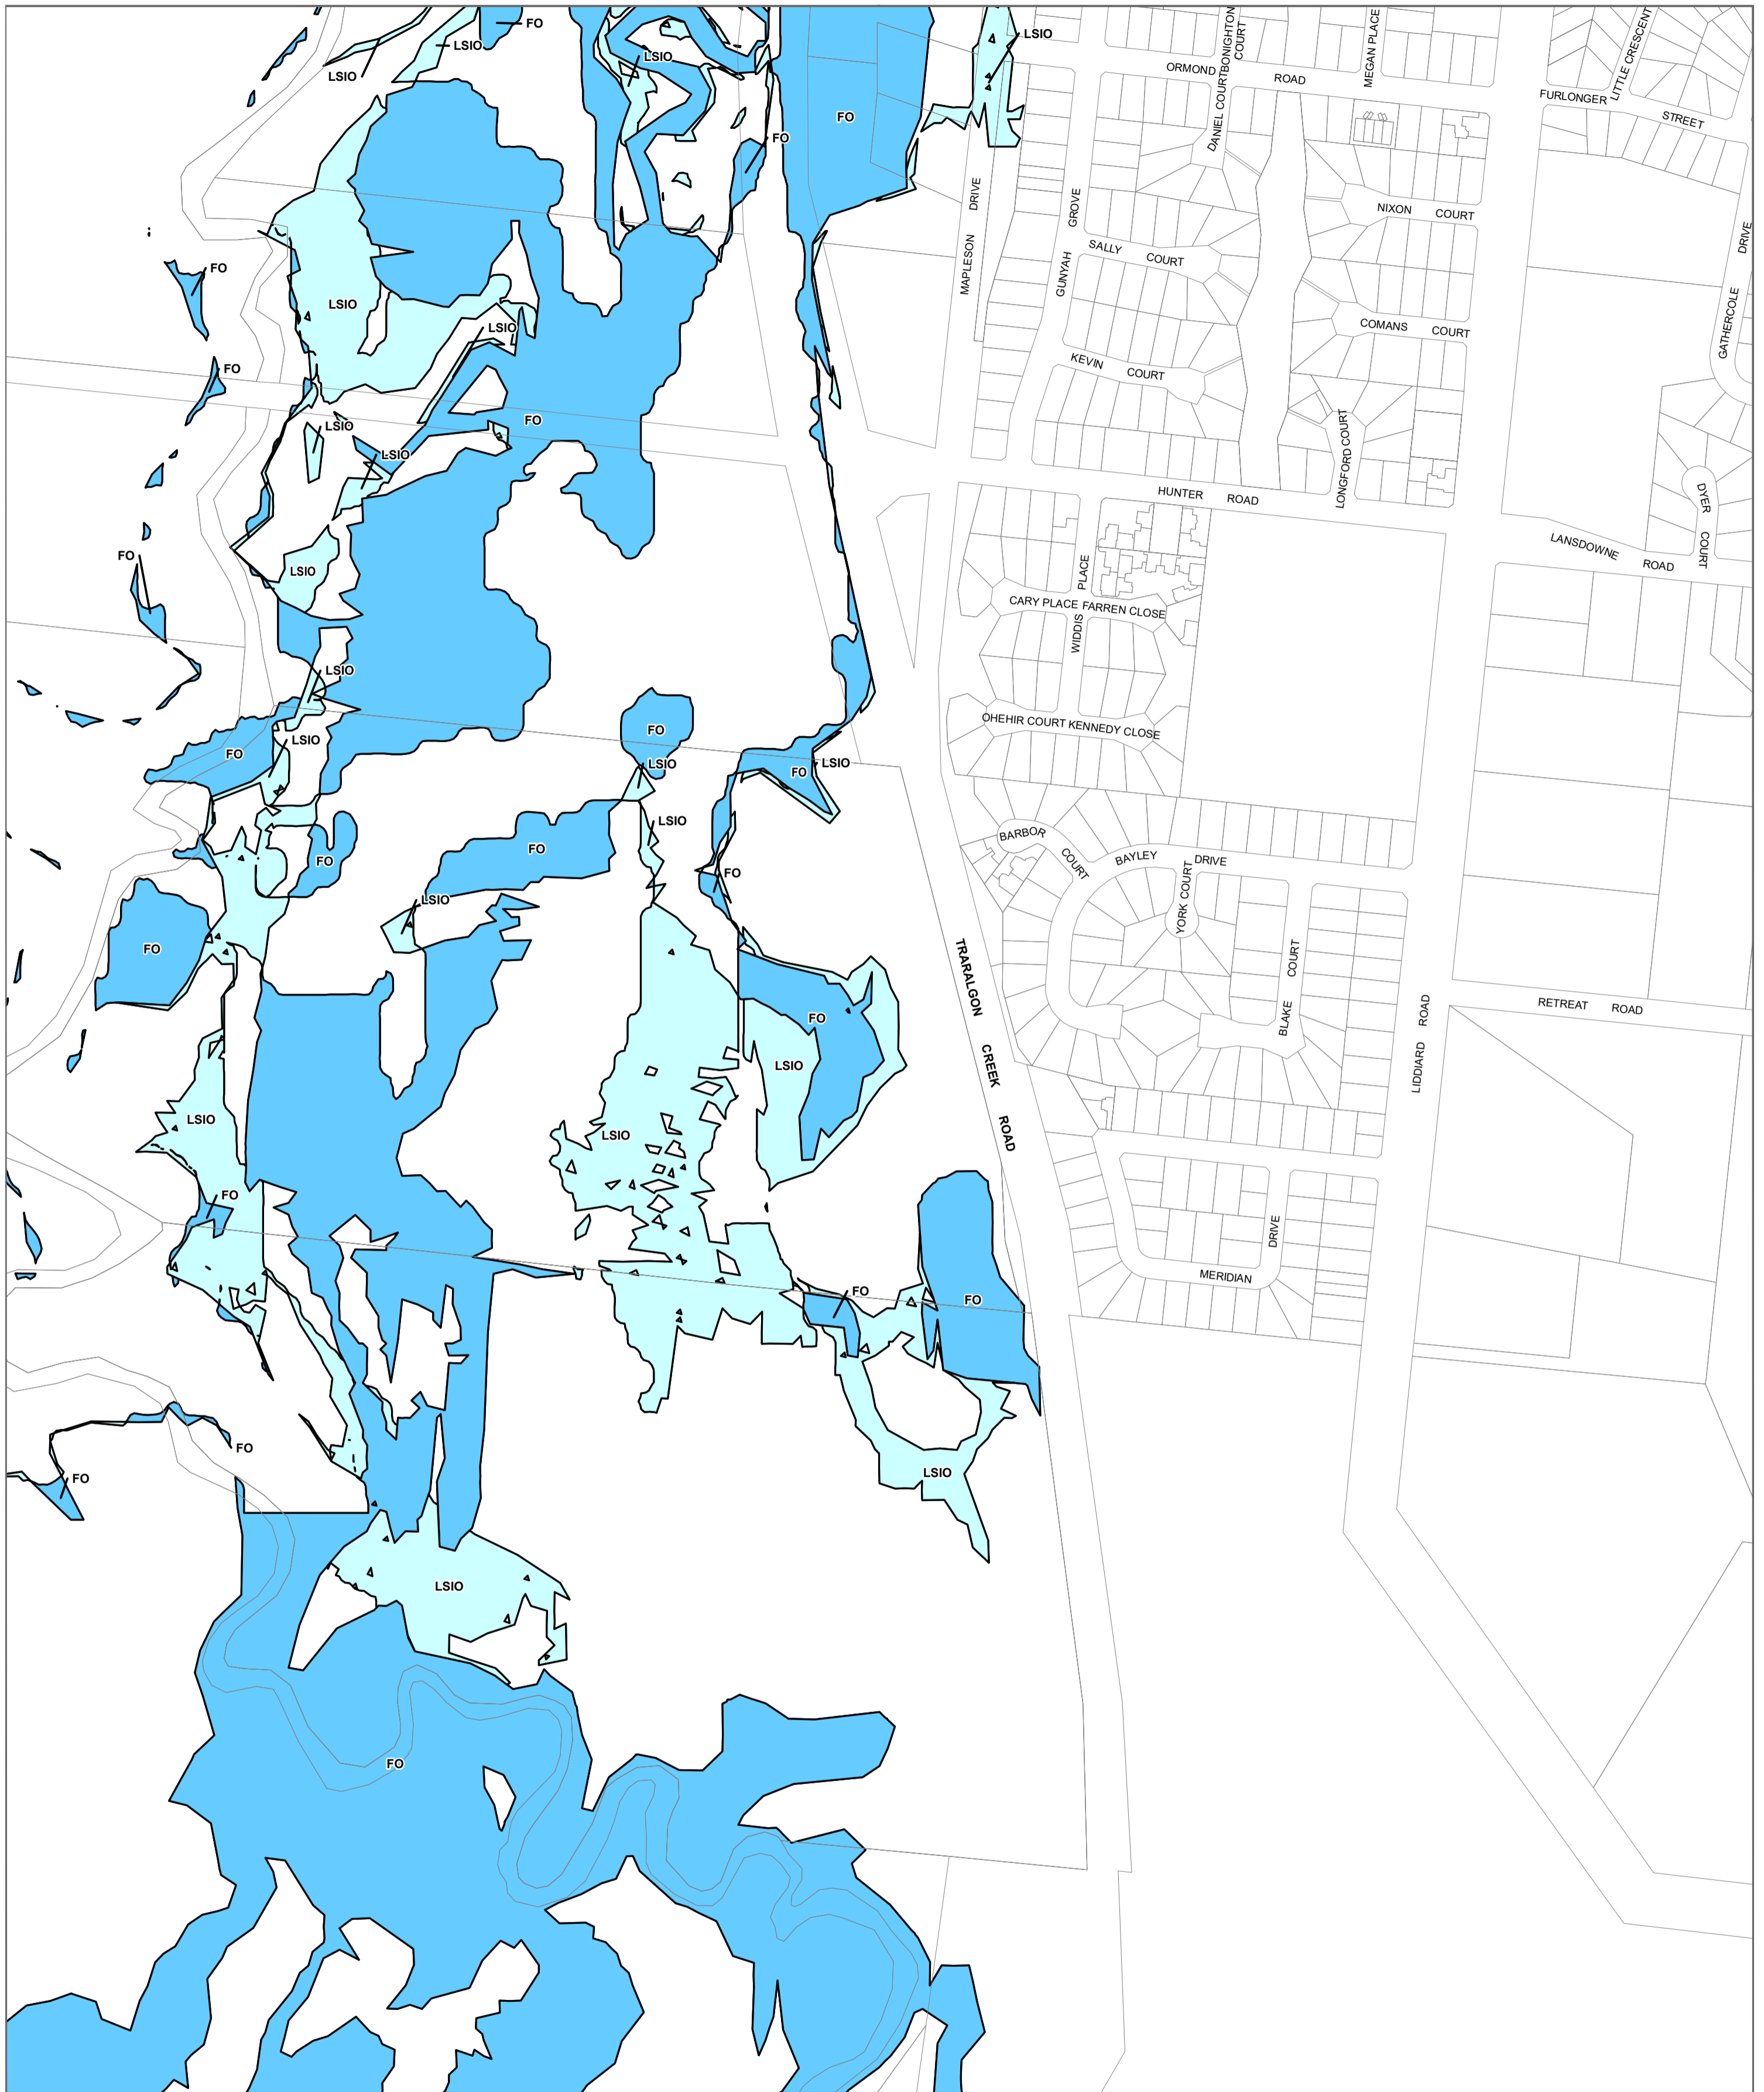 FO
LSIO
LSIO
LSIO
LSIO
BONIGHTON
COURT
MEGAN PLACE
LITTLE CRESCENT
ORMOND ROAD
FURLONGER STREET
DANIEL COURT
FO
FO
MAPLESON DRIVE
GUNYAH GROVE
NIXON COURT
GATHERCOLE DRIVE
SALLY COURT
FO
LSIO
LSIO
COMANS COURT
KEVIN COURT
FO
FO
LSIO
LSIO
LONGFORD COURT
HUNTER ROAD
DYER COURT
LANSDOWNE ROAD
FO
LSIO
WIDDIS PLACE
CARY PLACE
FARREN CLOSE
LSIO
OHEHIR COURT
KENNEDY CLOSE
FO
FO
LSIO
LSIO
FO
LSIO
LSIO
BARBOR COURT
BAYLEY DRIVE
FO
FO
FO
LSIO
YORK COURT
FO
BLAKE COURT
TRARALGON CREEK ROAD
LIDDIARD ROAD
RETREAT ROAD
FO
LSIO
LSIO
LSIO
FO
MERIDIAN DRIVE
FO
FO
FO
FO
LSIO
LSIO
FO